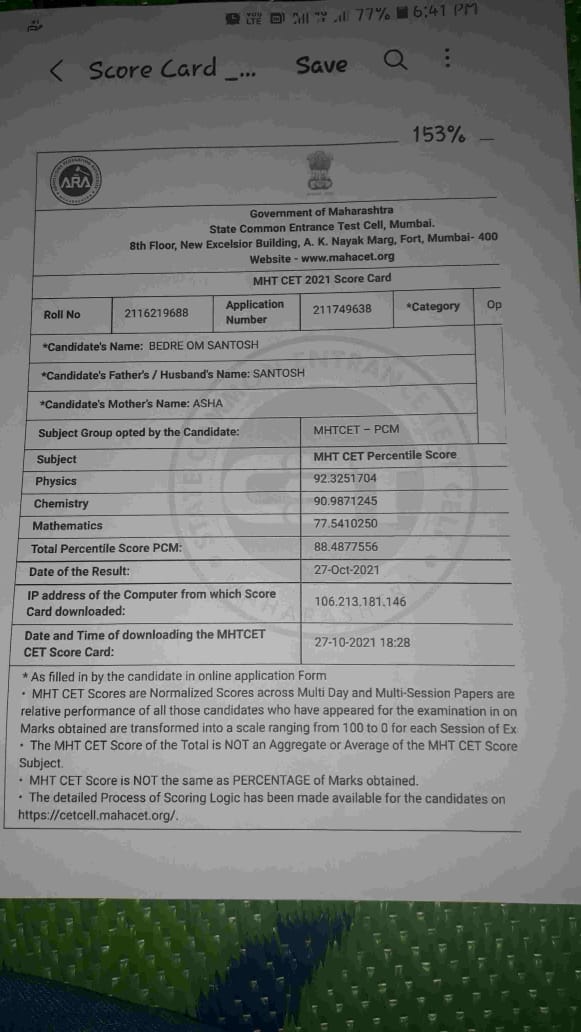 VOU LTE 77% 6:41 PM
< Score Card _... Save
153%
ARA
Government of Maharashtra
State Common Entrance Test Cell, Mumbai.
8th Floor, New Excelsior Building, A. K. Nayak Marg, Fort, Mumbai- 400
Website - www.mahacet.org
MHT CET 2021 Score Card
Roll No 2116219688 Application Number 211749638 *Category Op
*Candidate's Name: BEDRE OM SANTOSH
*Candidate's Father's / Husband's Name: SANTOSH
*Candidate's Mother's Name: ASHA
Subject Group opted by the Candidate: MHTCET – PCM
Subject MHT CET Percentile Score
Physics 92.3251704
Chemistry 90.9871245
Mathematics 77.5410250
Total Percentile Score PCM: 88.4877556
Date of the Result: 27-Oct-2021
IP address of the Computer from which Score
Card downloaded: 106.213.181.146
Date and Time of downloading the MHTCET
CET Score Card: 27-10-2021 18:28
* As filled in by the candidate in online application Form
• MHT CET Scores are Normalized Scores across Multi Day and Multi-Session Papers are
relative performance of all those candidates who have appeared for the examination in on
Marks obtained are transformed into a scale ranging from 100 to 0 for each Session of Ex
• The MHT CET Score of the Total is NOT an Aggregate or Average of the MHT CET Score
Subject.
• MHT CET Score is NOT the same as PERCENTAGE of Marks obtained.
• The detailed Process of Scoring Logic has been made available for the candidates on
https://cetcell.mahacet.org/.